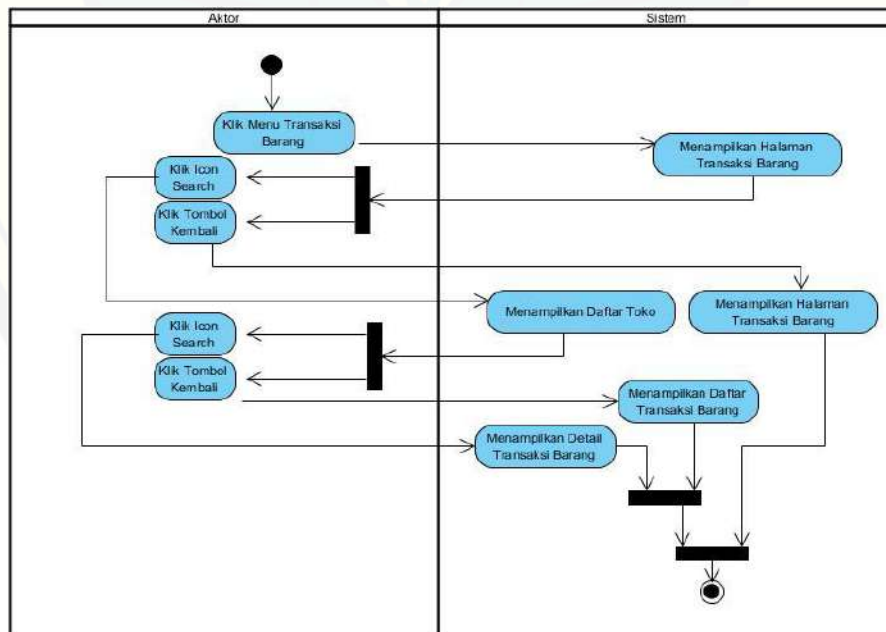 Aktor
Sistem
Klik Menu Transaksi
Barang
Menampilkan Halaman
Transaksi Barang
Klik Icon
Search
Klik Tombol
Kembali
Menampilkan Daftar Toko
Menampilkan Halaman
Transaksi Barang
Klik Icon
Search
Klik Tombol
Kembali
Menampilkan Daftar
Transaksi Barang
Menampilkan Detail
Transaksi Barang